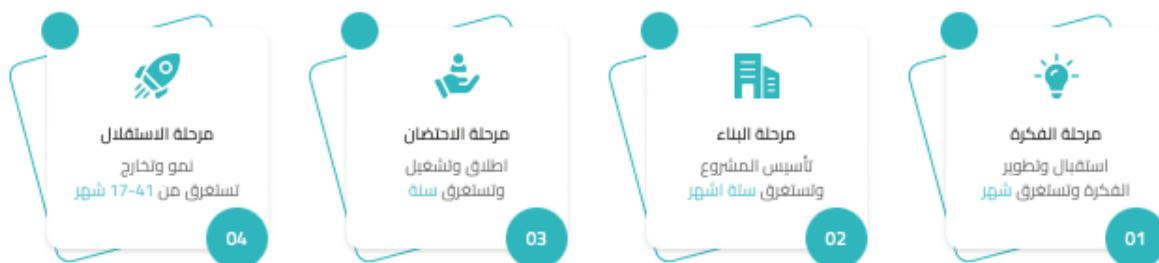 مرحلة الفكرة
استقبال وتطوير
الفكرة وتستغرق شهر
01
مرحلة البناء
تأسيس المشروع
وتستغرق ستة اشهر
02
مرحلة الاحتضان
اطلاق وتشغيل
وتستغرق سنة
03
مرحلة الاستقلال
نمو وتخارج
تستغرق من 41-17 شهر
04